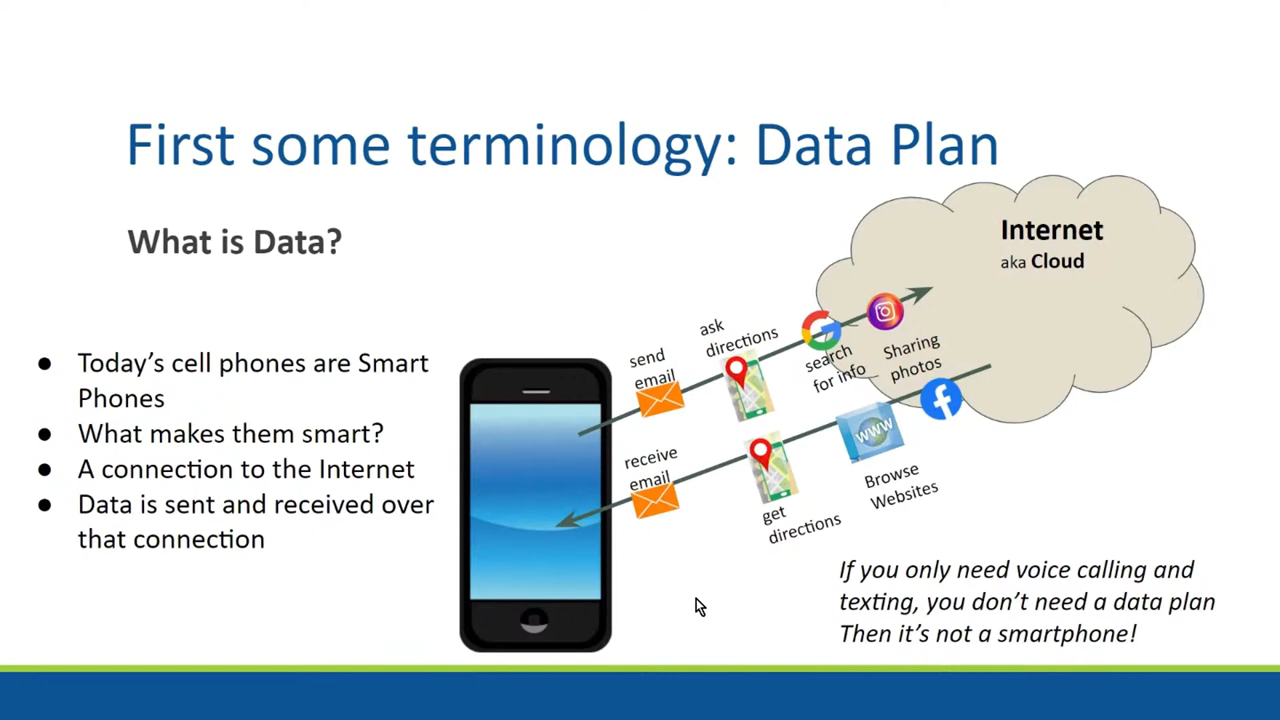 First some terminology: Data Plan
What is Data?
Internet
aka Cloud
● Today’s cell phones are Smart
Phones
● What makes them smart?
● A connection to the Internet
● Data is sent and received over
that connection
send
email
ask
directions
search
for info
Sharing
photos
receive
email
get
directions
WWW
Browse
Websites
If you only need voice calling and
texting, you don’t need a data plan
Then it’s not a smartphone!